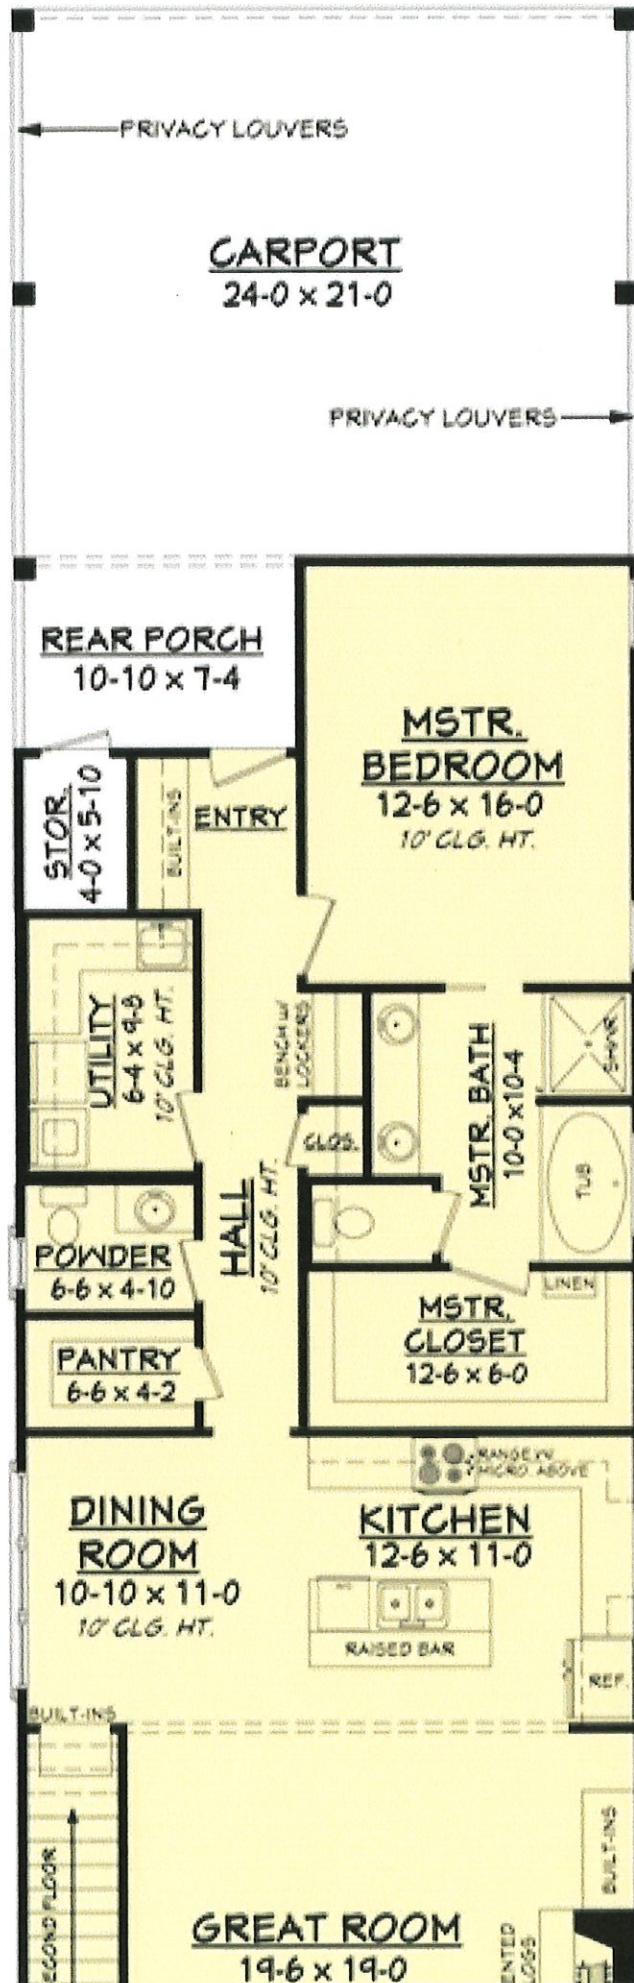 PRIVACY LOUVERS
CARPORT
24-0 x 21-0
PRIVACY LOUVERS
REAR PORCH
10-10 x 7-4
MSTR.
BEDROOM
12-6 x 16-0
10' CLG. HT.
STOR.
4-0 x 5-10
BUILT-INS
ENTRY
UTILITY
6-4 x 9-8
10' CLG. HT.
BENCH w/
LOCKERS
CLOS.
MSTR. BATH
10-0 x 10-4
SHWR.
TUB
HALL
10' CLG. HT.
POWDER
6-6 x 4-10
LINEN
MSTR.
CLOSET
12-6 x 6-0
PANTRY
6-6 x 4-2
RANGE W/
MICRO. ABOVE
DINING
ROOM
10-10 x 11-0
10' CLG. HT.
KITCHEN
12-6 x 11-0
RAISED BAR
REF.
BUILT-INS
BUILT-INS
ECOND FLOOR
GREAT ROOM
19-6 x 19-0
ENTED
LOGS